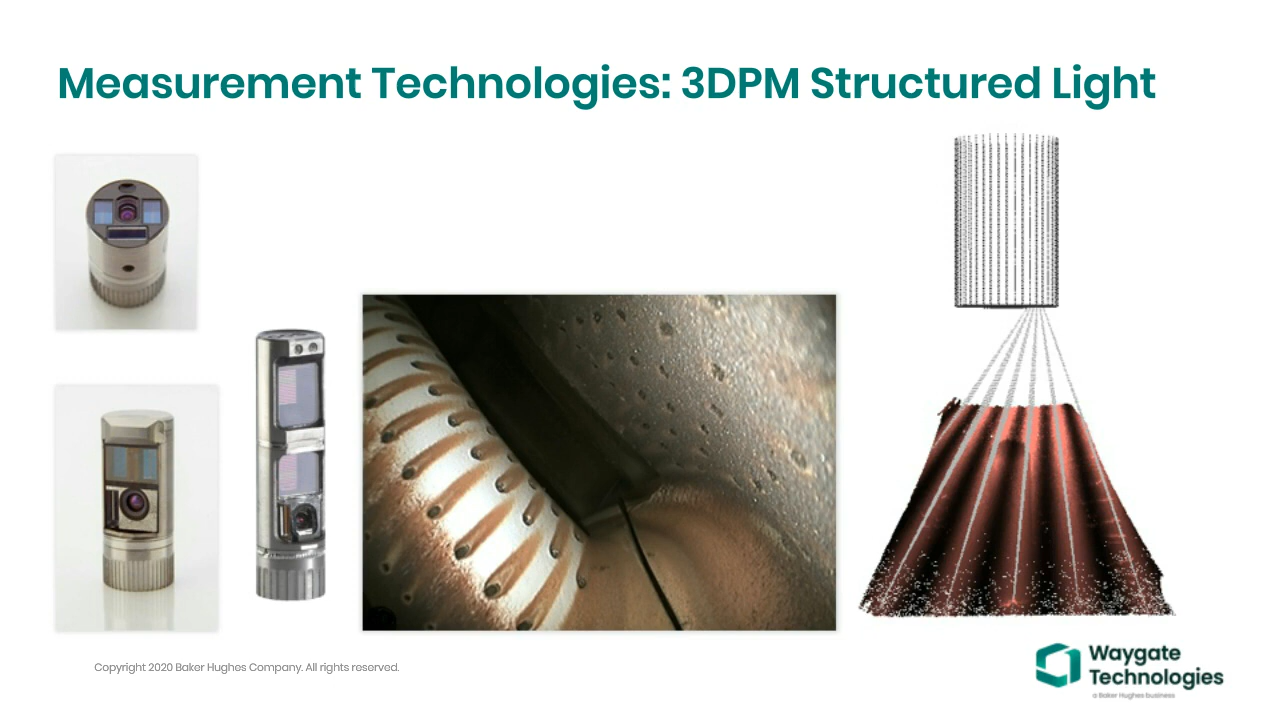 Measurement Technologies: 3DPM Structured Light
Copyright 2020 Baker Hughes Company. All rights reserved.
Waygate
Technologies
a Baker Hughes business